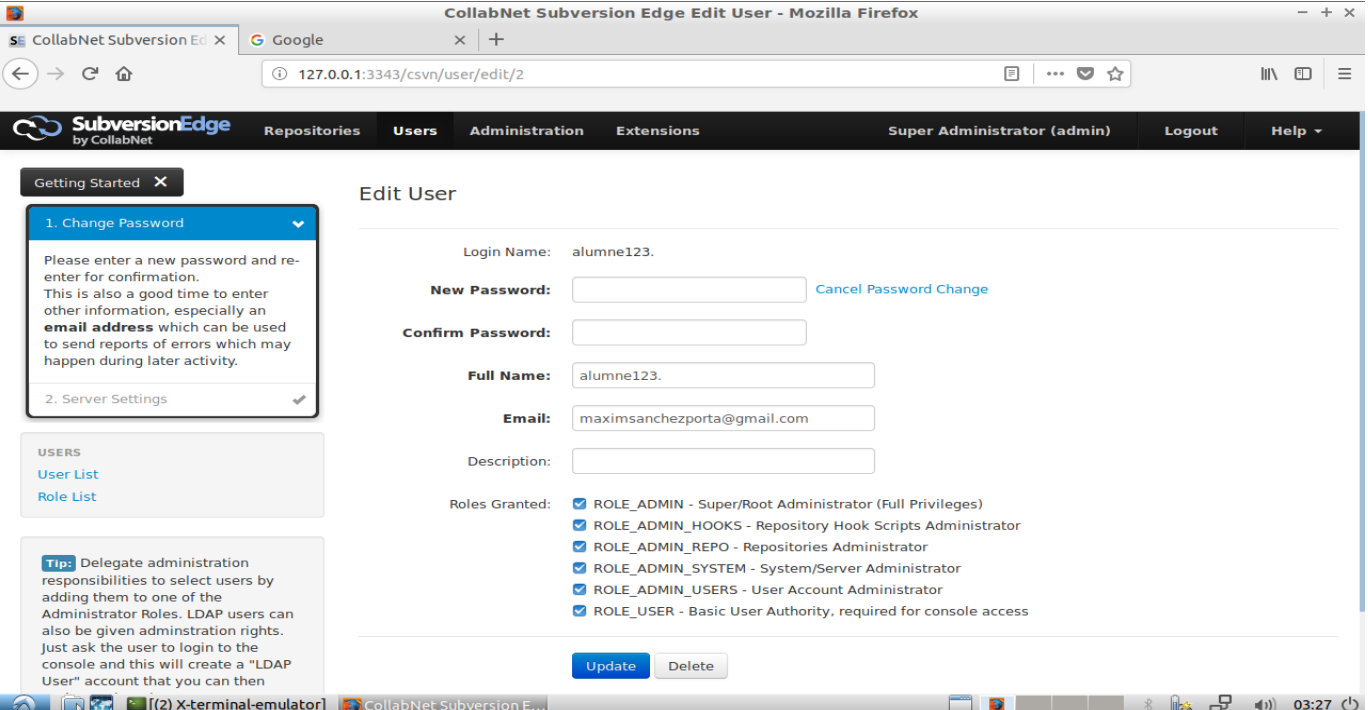 CollabNet Subversion Edge Edit User - Mozilla Firefox
SE CollabNet Subversion Ed
Google
127.0.0.1:3343/csvn/user/edit/2
SubversionEdge
by CollabNet
Repositories
Users
Administration
Extensions
Super Administrator (admin)
Logout
Help
Getting Started
1. Change Password
Please enter a new password and re-
enter for confirmation.
This is also a good time to enter
other information, especially an
email address which can be used
to send reports of errors which may
happen during later activity.
2. Server Settings
USERS
User List
Role List
Tip: Delegate administration
responsibilities to select users by
adding them to one of the
Administrator Roles. LDAP users can
also be given adminstration rights.
Just ask the user to login to the
console and this will create a "LDAP
User" account that you can then
Edit User
Login Name: alumne123.
New Password: Cancel Password Change
Confirm Password:
Full Name: alumne123.
Email: maximsanchezporta@gmail.com
Description:
Roles Granted: ROLE_ADMIN - Super/Root Administrator (Full Privileges)
ROLE_ADMIN_HOOKS - Repository Hook Scripts Administrator
ROLE_ADMIN_REPO - Repositories Administrator
ROLE_ADMIN_SYSTEM - System/Server Administrator
ROLE_ADMIN_USERS - User Account Administrator
ROLE_USER - Basic User Authority, required for console access
Update
Delete
[(2) X-terminal-emulator]
CollabNet Subversion E...
03:27